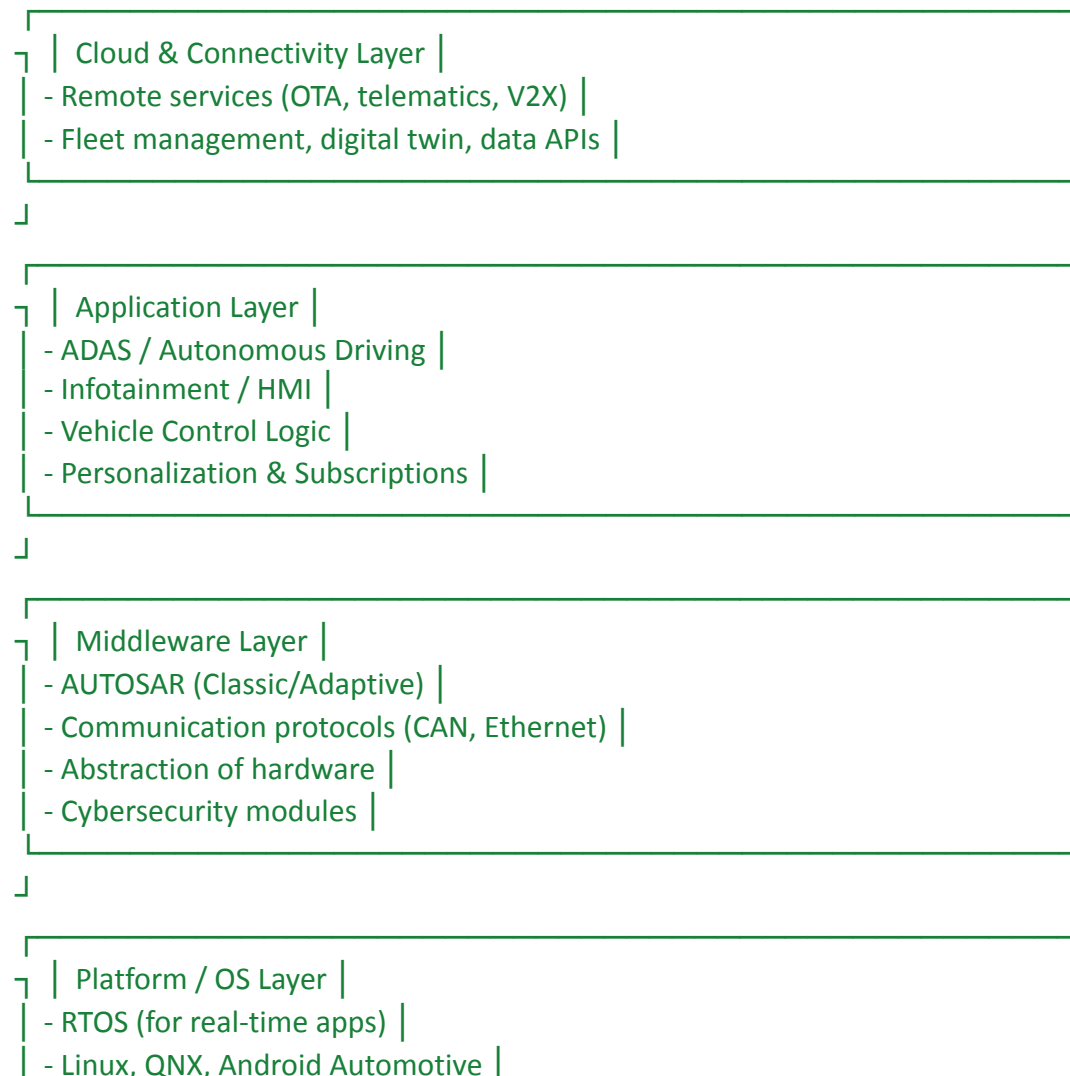 ┌──────────────────────────────────────
┐ │ Cloud & Connectivity Layer │
│ - Remote services (OTA, telematics, V2X) │
│ - Fleet management, digital twin, data APIs │
└──────────────────────────────────────
┘
┌──────────────────────────────────────
┐ │ Application Layer │
│ - ADAS / Autonomous Driving │
│ - Infotainment / HMI │
│ - Vehicle Control Logic │
│ - Personalization & Subscriptions │
└──────────────────────────────────────
┘
┌──────────────────────────────────────
┐ │ Middleware Layer │
│ - AUTOSAR (Classic/Adaptive) │
│ - Communication protocols (CAN, Ethernet) │
│ - Abstraction of hardware │
│ - Cybersecurity modules │
└──────────────────────────────────────
┘
┌──────────────────────────────────────
┐ │ Platform / OS Layer │
│ - RTOS (for real-time apps) │
│ - Linux, QNX, Android Automotive │